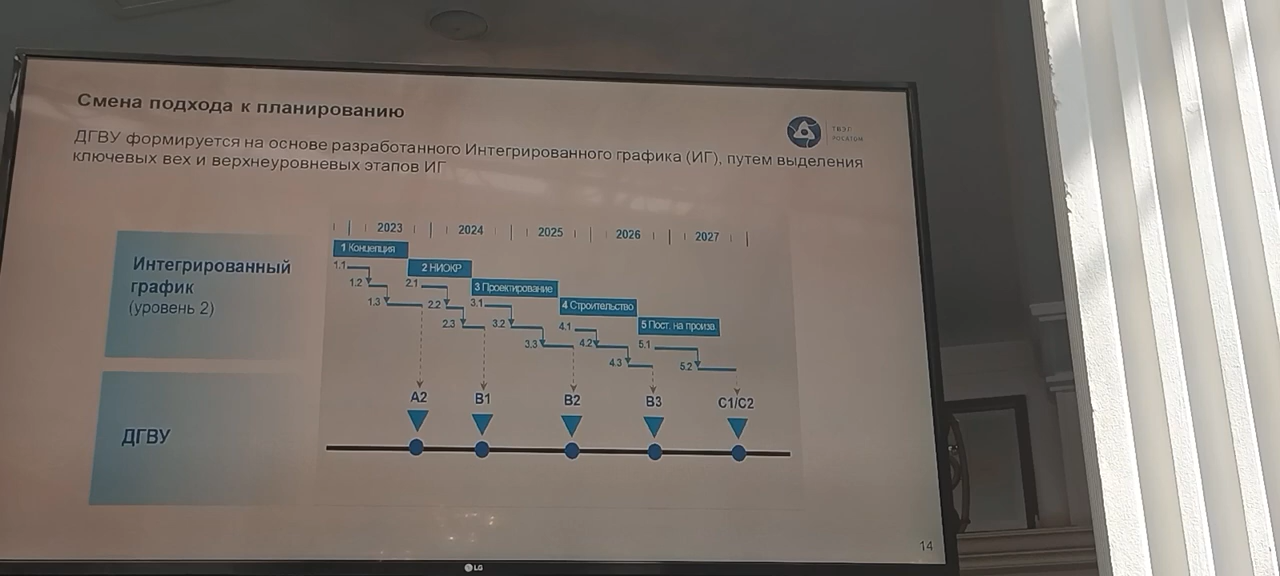 Смена подхода к планированию
ТВЭЛ
РОСАТОМ
ДГВУ формируется на основе разработанного Интегрированного графика (ИГ), путем выделения
ключевых вех и верхнеуровневых этапов ИГ
2023 2024 2025 2026 2027
Интегрированный
график
(уровень 2)
1 Концепция
1.1
1.2
1.3
2 НИОКР
2.1
2.2
2.3
3 Проектирование
3.1
3.2
3.3
4 Строительство
4.1
4.2
4.3
5 Пост. на произв
5.1
5.2
ДГВУ
A2 B1 B2 B3 C1/C2
14
LG